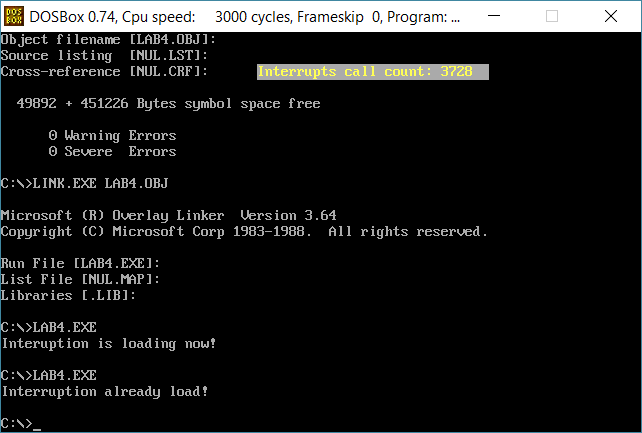 DOSBox 0.74, Cpu speed:    3000 cycles, Frameskip  0, Program: ...
Object filename [LAB4.OBJ]:
Source listing  [NUL.LST]:
Cross-reference [NUL.CRF]:      Interrupts call count: 3728
  49892 + 451226 Bytes symbol space free
      0 Warning Errors
      0 Severe  Errors
C:\>LINK.EXE LAB4.OBJ
Microsoft (R) Overlay Linker  Version 3.64
Copyright (C) Microsoft Corp 1983-1988.  All rights reserved.
Run File [LAB4.EXE]:
List File [NUL.MAP]:
Libraries [.LIB]:
C:\>LAB4.EXE
Interuption is loading now!
C:\>LAB4.EXE
Interruption already load!
C:\>_